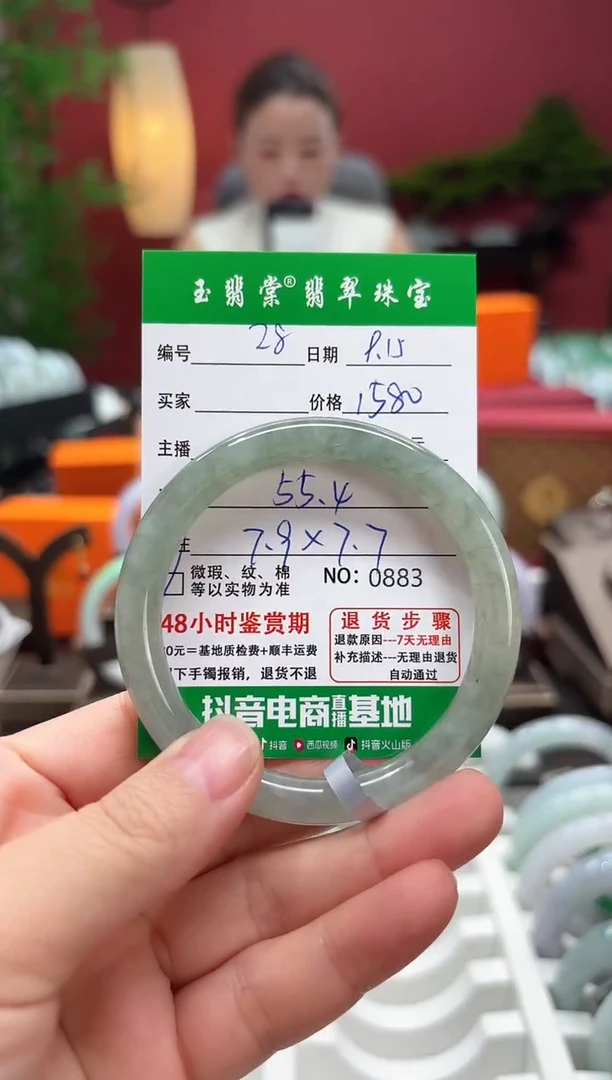 玉翡棠®翡翠珠宝
编号 28 日期 9.15
买家 价格 1580
主播 元
55.4
注 7.9×7.7
微瑕、纹、棉 NO: 0883
等以实物为准
48小时鉴赏期 退货步骤
20元=基地质检费+顺丰运费 退款原因---7天无理由
下手镯报销，退货不退 补充描述---无理由退货
自动通过
抖音电商直播基地
抖音 西瓜视频 抖音火山版